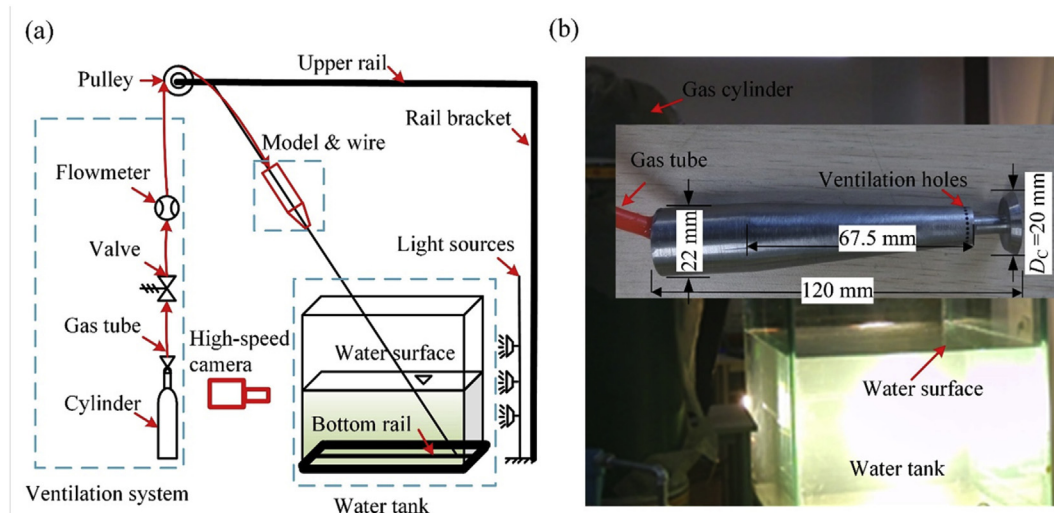 (a)
Pulley
Upper rail
Rail bracket
Model & wire
Flowmeter
Valve
Light sources
Gas tube
High-speed
camera
Water surface
Cylinder
Bottom rail
Ventilation system
Water tank
(b)
Gas cylinder
Gas tube
Ventilation holes
22 mm
67.5 mm
D_C=20 mm
120 mm
Water surface
Water tank